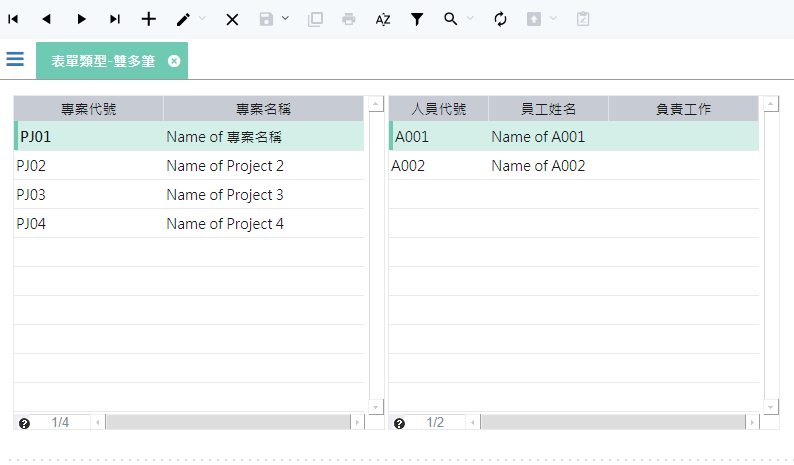 表單類型-雙多筆
專案代號 專案名稱
PJ01 Name of 專案名稱
PJ02 Name of Project 2
PJ03 Name of Project 3
PJ04 Name of Project 4
1/4
人員代號 員工姓名 負責工作
A001 Name of A001
A002 Name of A002
1/2